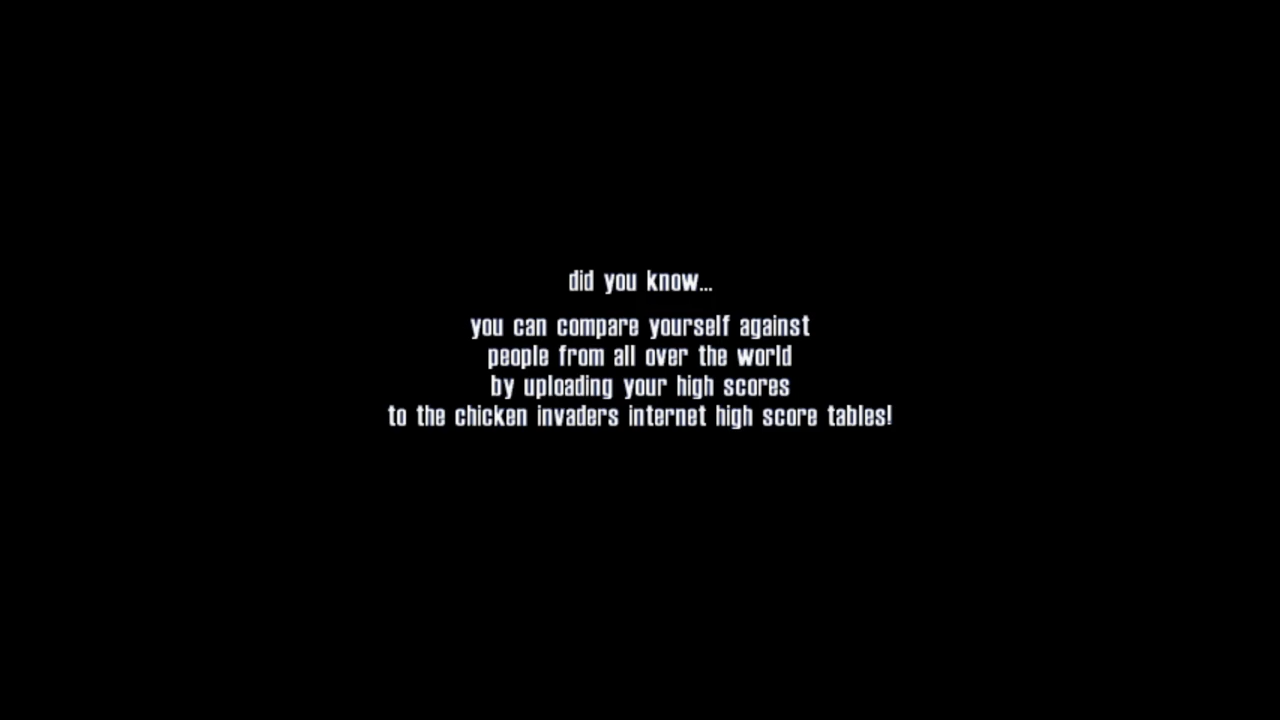 did you know...
you can compare yourself against
people from all over the world
by uploading your high scores
to the chicken invaders internet high score tables!